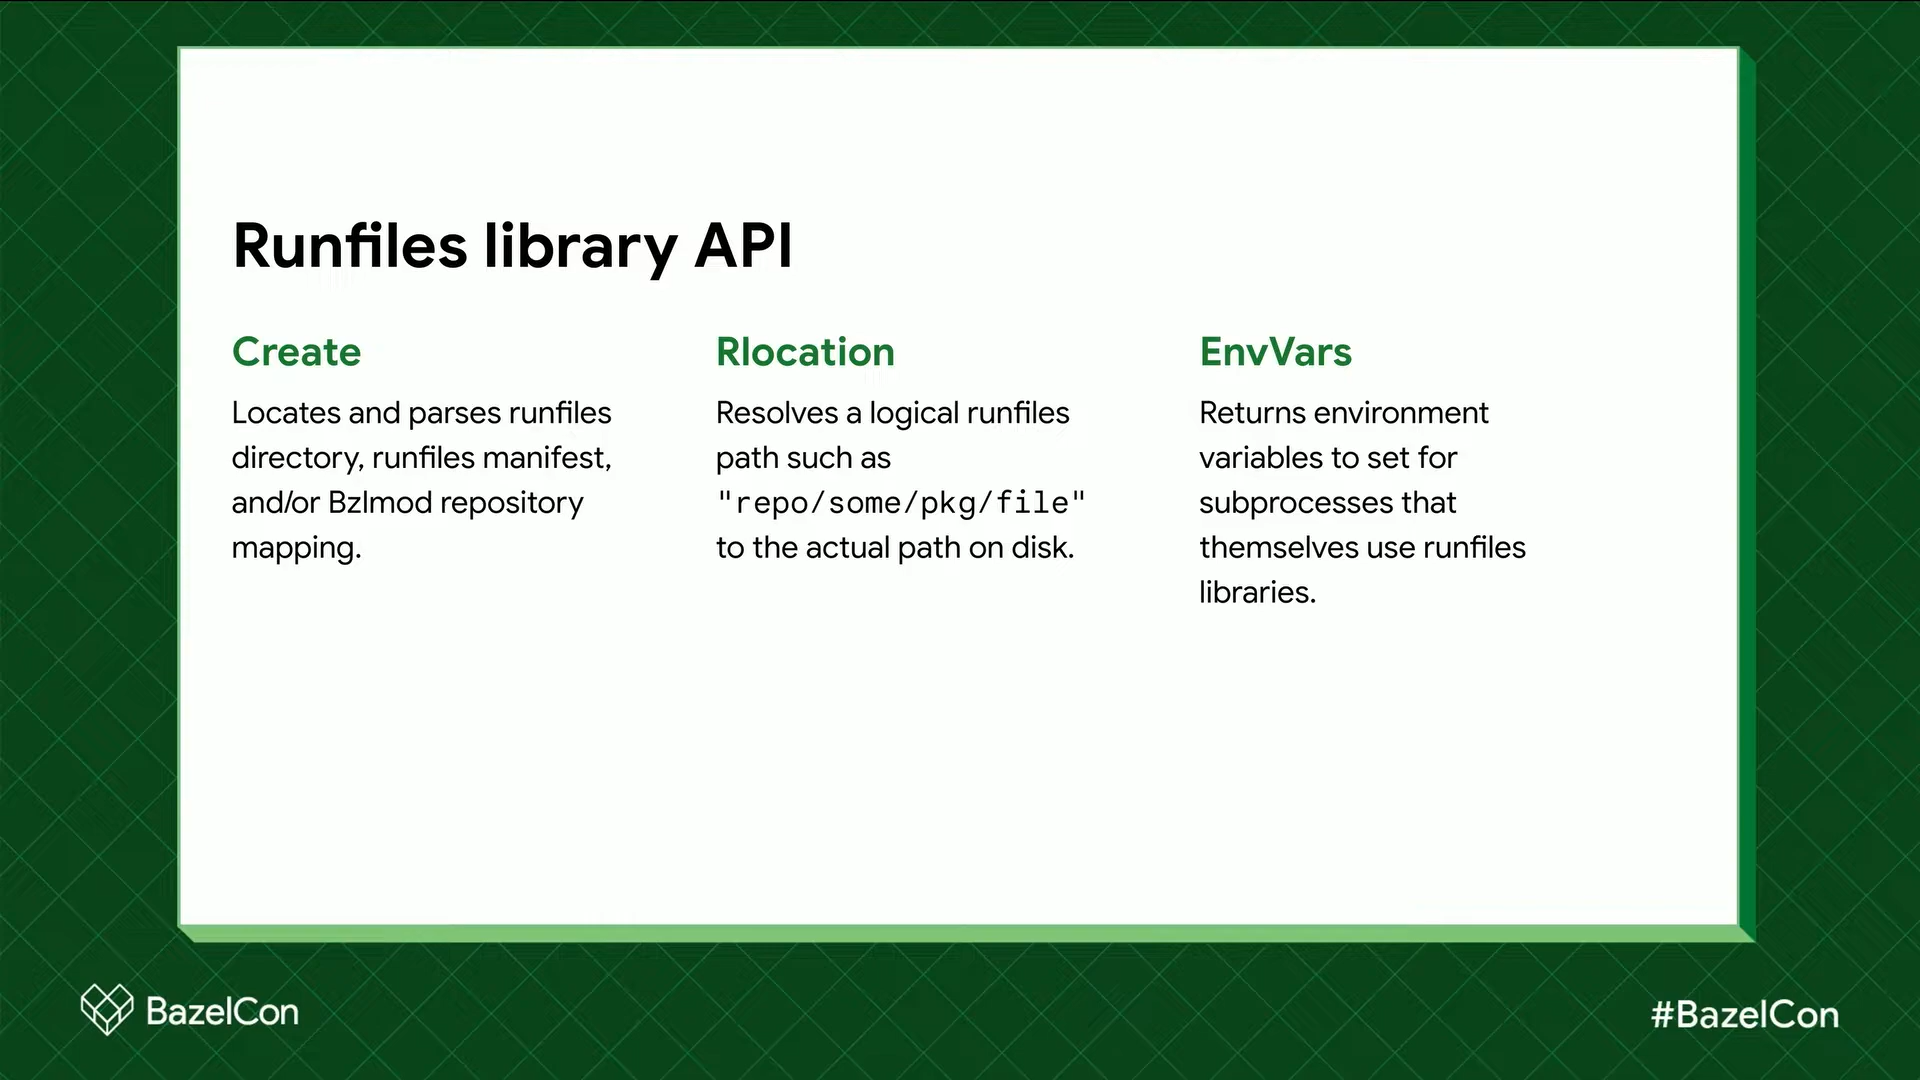 Runfiles library API
Create
Locates and parses runfiles
directory, runfiles manifest,
and/or Bzlmod repository
mapping.
Rlocation
Resolves a logical runfiles
path such as
"repo/some/pkg/file"
to the actual path on disk.
EnvVars
Returns environment
variables to set for
subprocesses that
themselves use runfiles
libraries.
BazelCon
#BazelCon